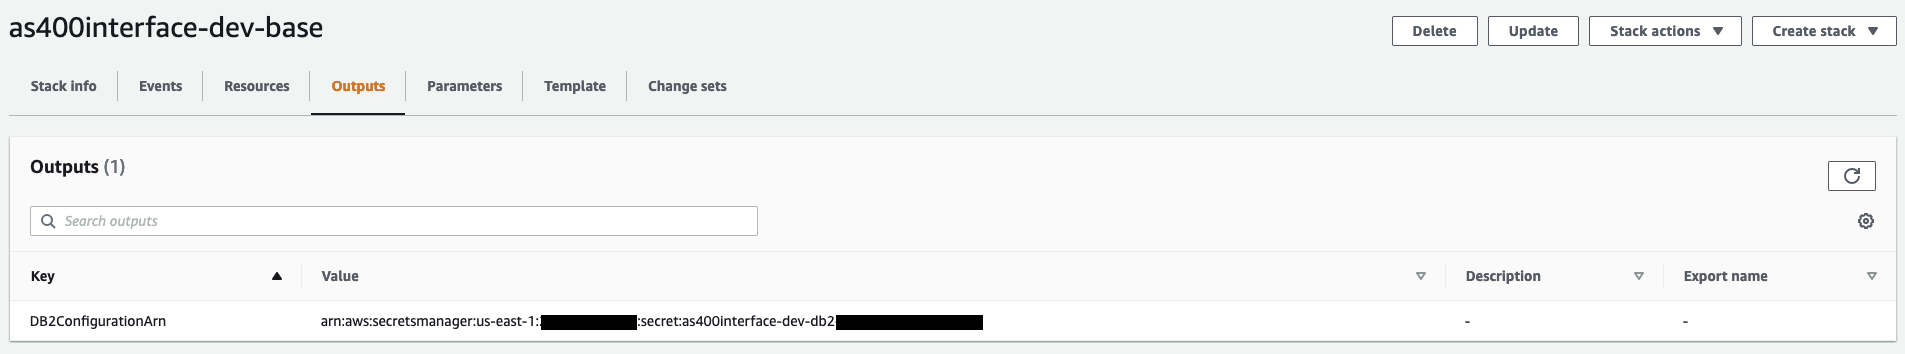 as400interface-dev-base
Delete Update Stack actions Create stack
Stack info Events Resources Outputs Parameters Template Change sets
Outputs (1)
Search outputs
Key Value Description Export name
DB2ConfigurationArn arn:aws:secretsmanager:us-east-1: :secret:as400interface-dev-db2 - -